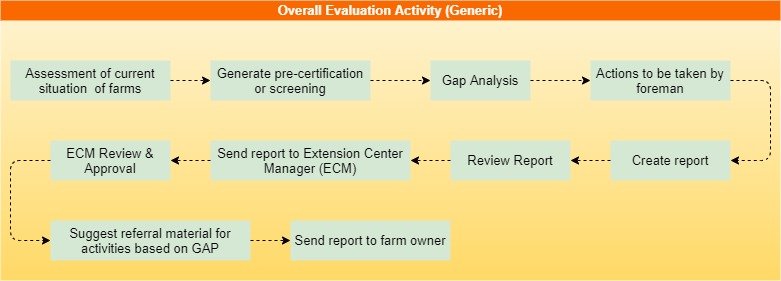 Overall Evaluation Activity (Generic)
Assessment of current
situation of farms
Generate pre-certification
or screening
Gap Analysis
Actions to be taken by
foreman
Create report
Review Report
Send report to Extension Center
Manager (ECM)
ECM Review &
Approval
Suggest referral material for
activities based on GAP
Send report to farm owner